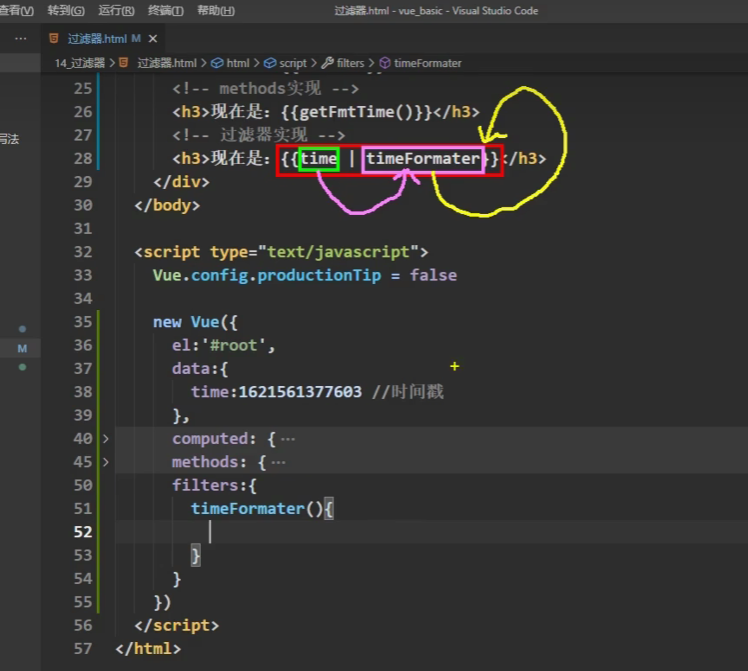 查看(V) 转到(G) 运行(R) 终端(T) 帮助(H) 过滤器.html - vue_basic - Visual Studio Code
··· 过滤器.html M ×
14_过滤器 > 过滤器.html > html > script > filters > timeFormater
25 <!-- methods实现 -->
26 <h3>现在是：{{getFmtTime()}}</h3>
写法
27 <!-- 过滤器实现 -->
28 <h3>现在是：{{time | timeFormater}}</h3>
29 </div>
30 </body>
31
32 <script type="text/javascript">
33 Vue.config.productionTip = false
34
35 new Vue({
M
36 el:'#root',
37 data:{
38 time:1621561377603 //时间戳
39 },
40 > computed: { ···
45 > methods: { ···
50 filters:{
51 timeFormater(){
52
53 }
54 }
55 })
56 </script>
57 </html>